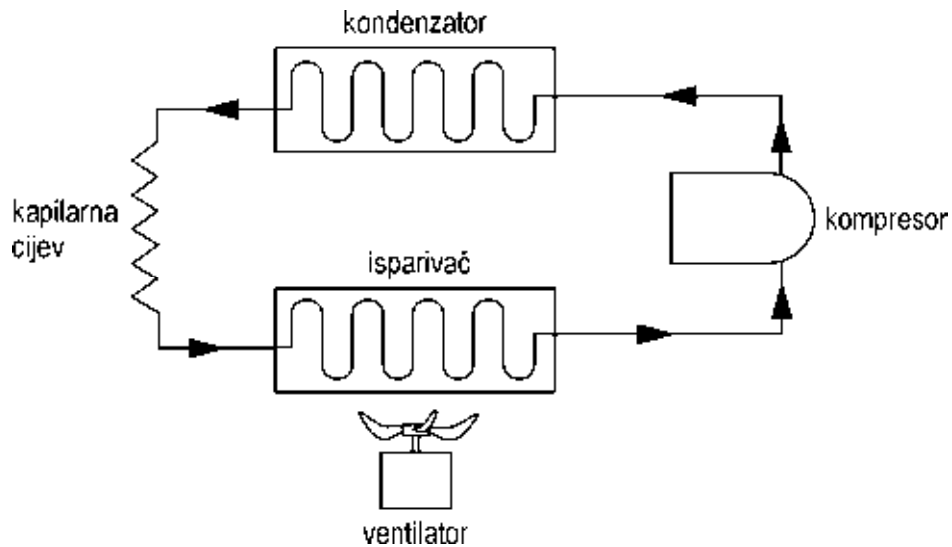 kondenzator
kapilarna
cijev
kompresor
isparivač
ventilator